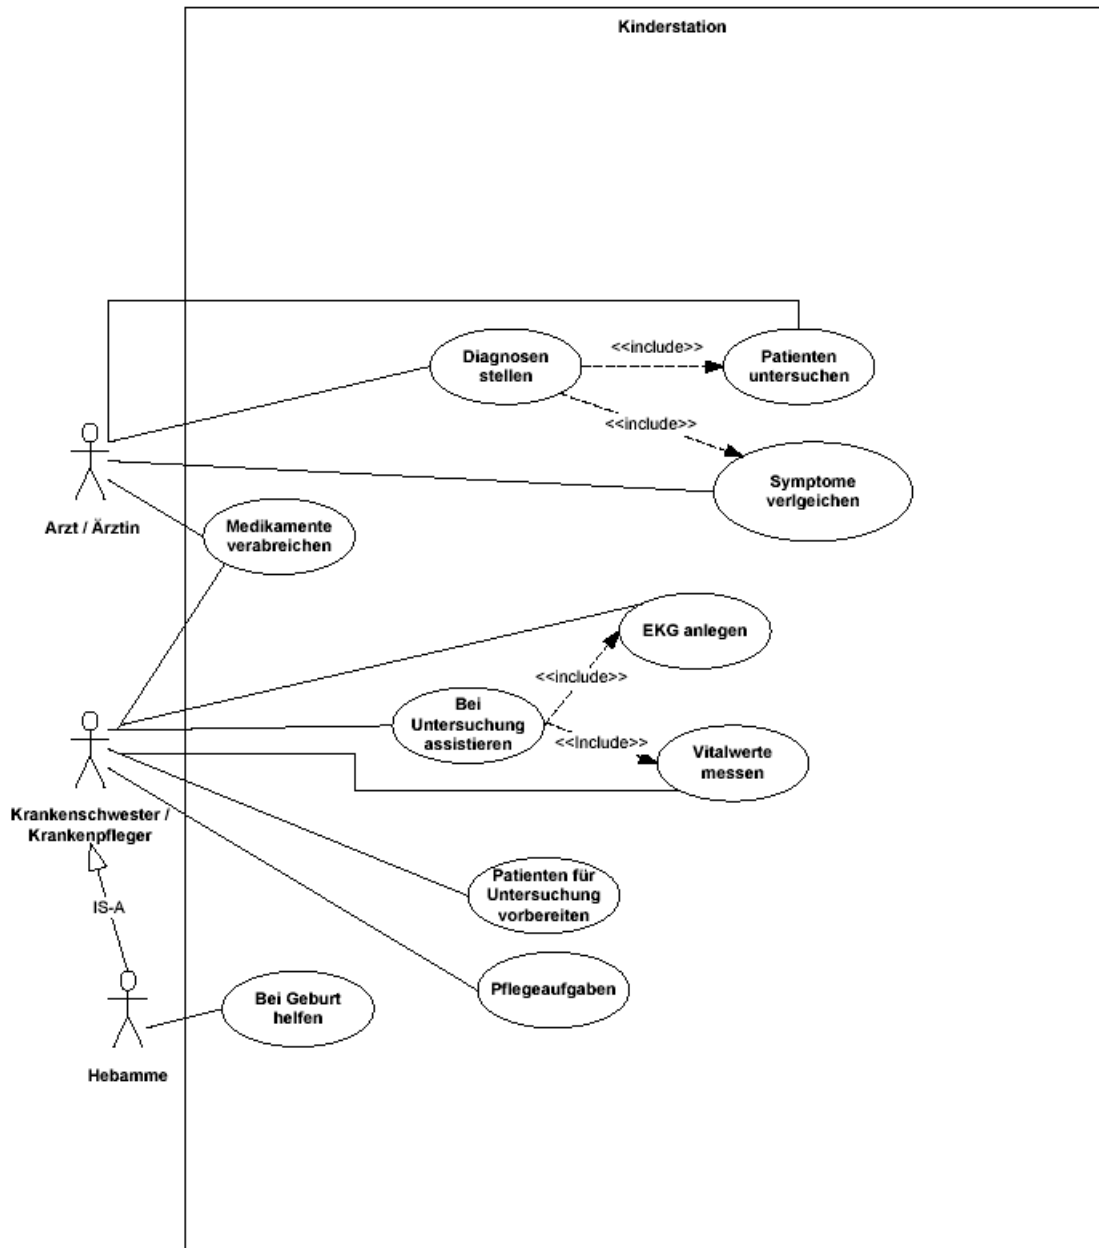 Kinderstation
Diagnosen
stellen
<<include>>
Patienten
untersuchen
<<include>>
Symptome
verlgeichen
Arzt / Ärztin
Medikamente
verabreichen
EKG anlegen
<<include>>
Bei
Untersuchung
assistieren
<<Include>>
Vitalwerte
messen
Krankenschwester /
Krankenpfleger
Patienten für
Untersuchung
vorbereiten
IS-A
Pflegeaufgaben
Bei Geburt
helfen
Hebamme